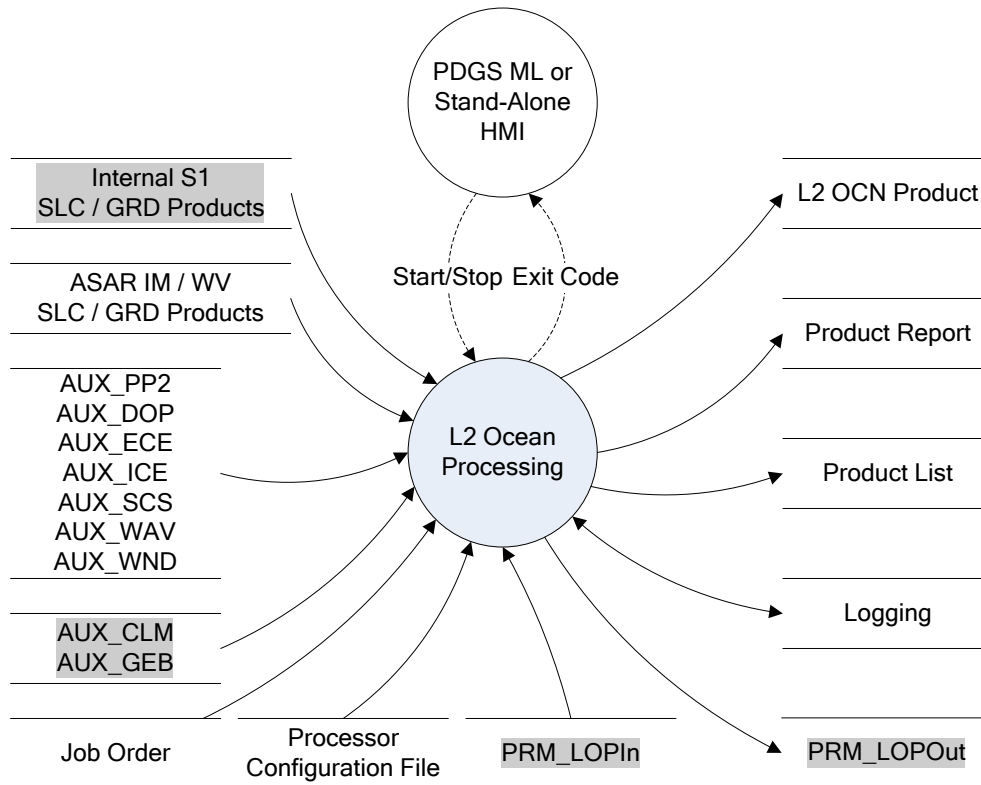 PDGS ML or
Stand-Alone
HMI
Internal S1
SLC / GRD Products
ASAR IM / WV
SLC / GRD Products
AUX_PP2
AUX_DOP
AUX_ECE
AUX_ICE
AUX_SCS
AUX_WAV
AUX_WND
AUX_CLM
AUX_GEB
Job Order
Processor
Configuration File
PRM_LOPIn
Start/Stop
Exit Code
L2 Ocean
Processing
L2 OCN Product
Product Report
Product List
Logging
PRM_LOPOut